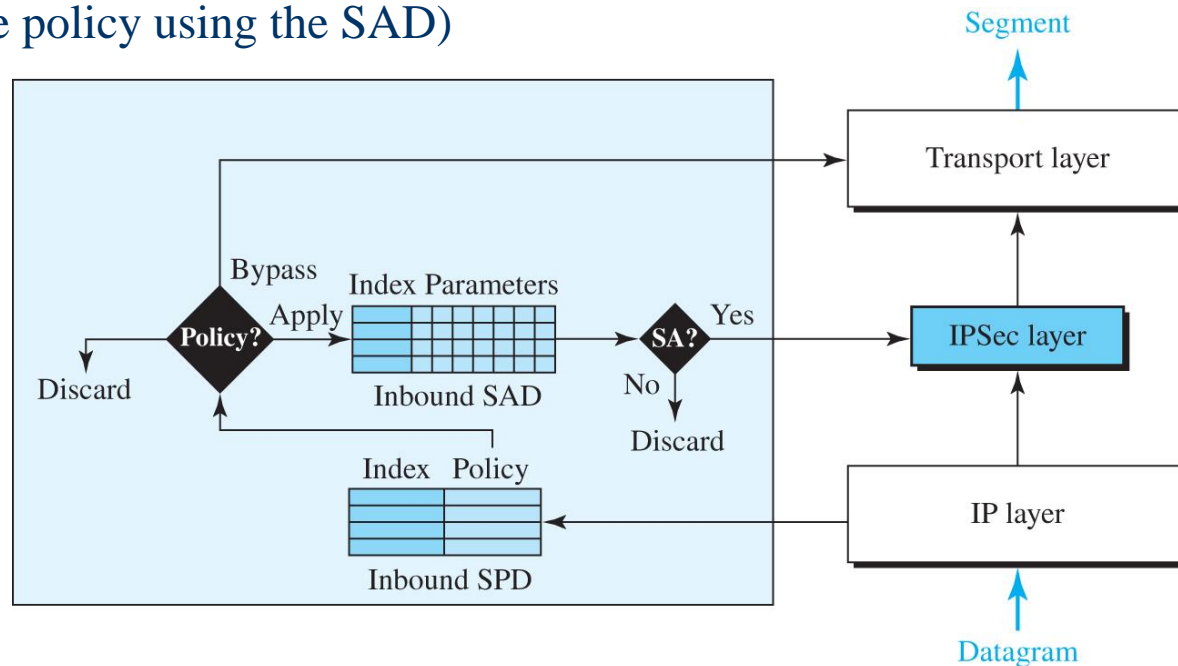 e policy using the SAD)
Segment
Transport layer
Bypass
Index Parameters
Apply
Policy?
SA?
Yes
IPSec layer
Discard
Inbound SAD
No
Discard
Index Policy
IP layer
Inbound SPD
Datagram